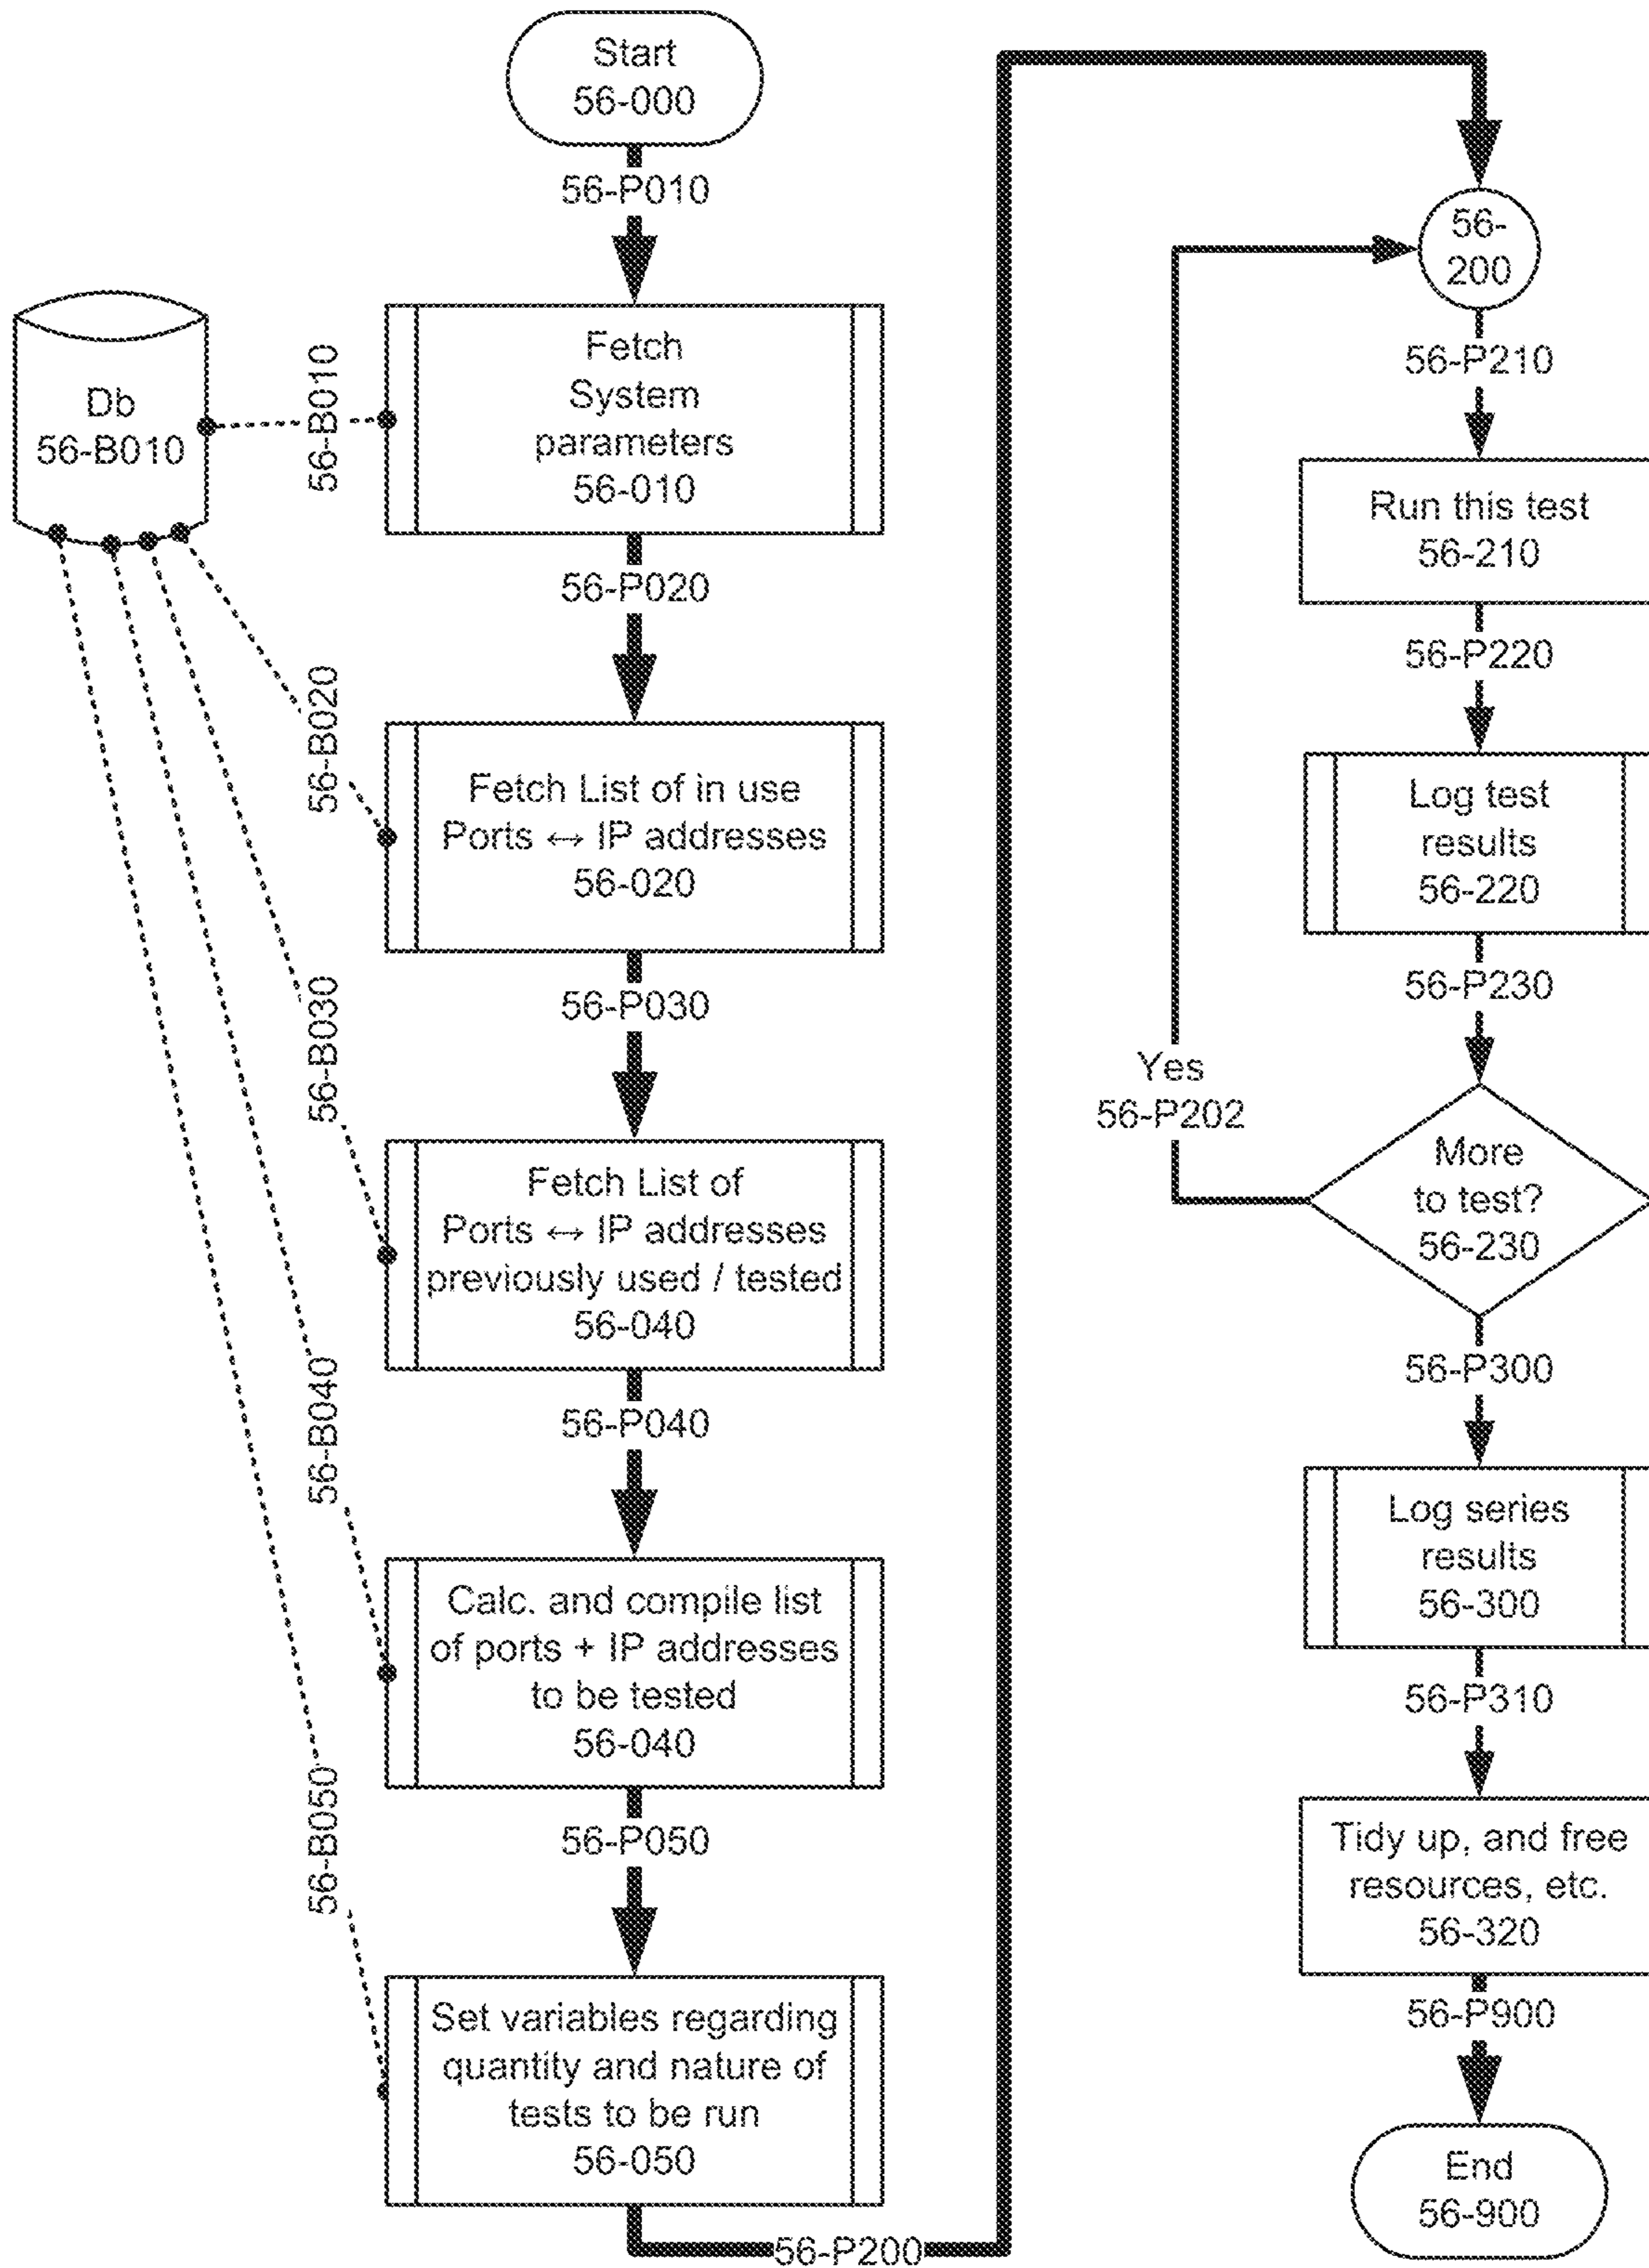 Start
56-000
56-P010
Db
56-B010
56-B010
Fetch
System
parameters
56-010
56-P020
56-B020
Fetch List of in use
Ports ↔ IP addresses
56-020
56-P030
56-B030
Fetch List of
Ports ↔ IP addresses
previously used / tested
56-040
56-P040
56-B040
Calc. and compile list
of ports + IP addresses
to be tested
56-040
56-P050
56-B050
Set variables regarding
quantity and nature of
tests to be run
56-050
56-P200
56-
200
56-P210
Run this test
56-210
56-P220
Log test
results
56-220
56-P230
Yes
56-P202
More
to test?
56-230
56-P300
Log series
results
56-300
56-P310
Tidy up, and free
resources, etc.
56-320
56-P900
End
56-900